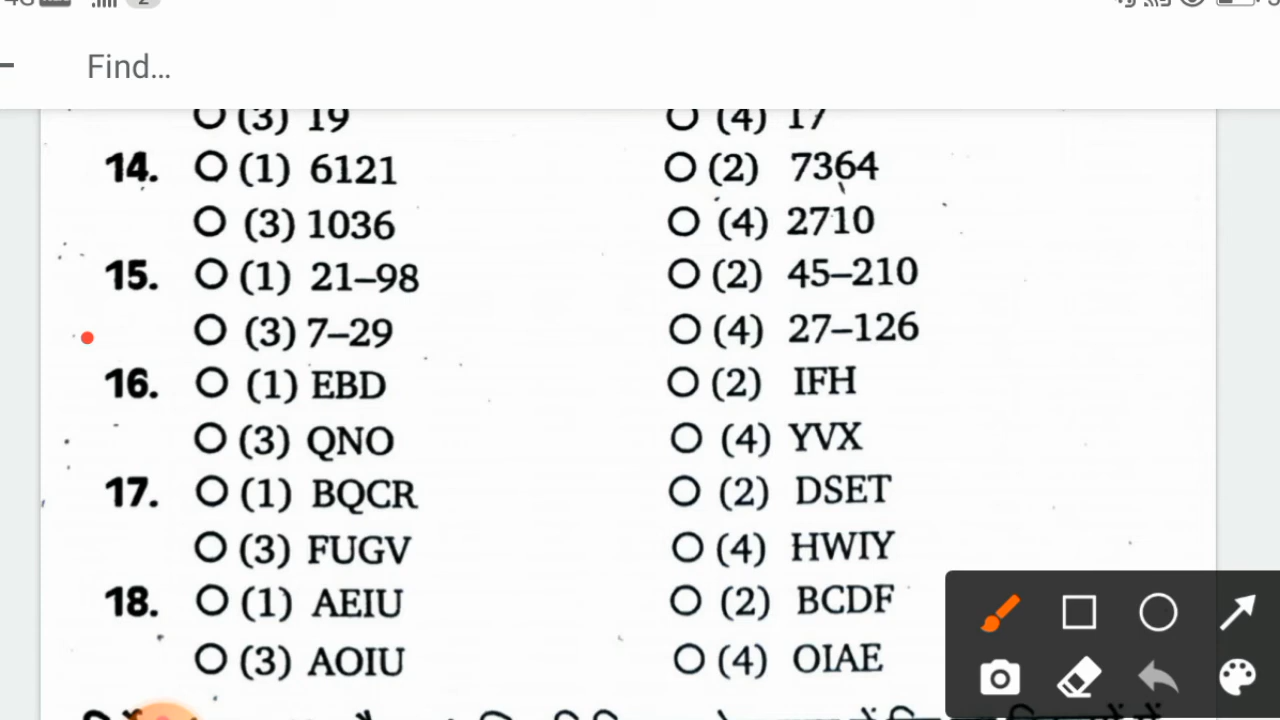 4G 2
Find...
(3) 19 (4) 17
14. (1) 6121 (2) 7364
(3) 1036 (4) 2710
15. (1) 21–98 (2) 45–210
(3) 7–29 (4) 27–126
16. (1) EBD (2) IFH
(3) QNO (4) YVX
17. (1) BQCR (2) DSET
(3) FUGV (4) HWIY
18. (1) AEIU (2) BCDF
(3) AOIU (4) OIAE